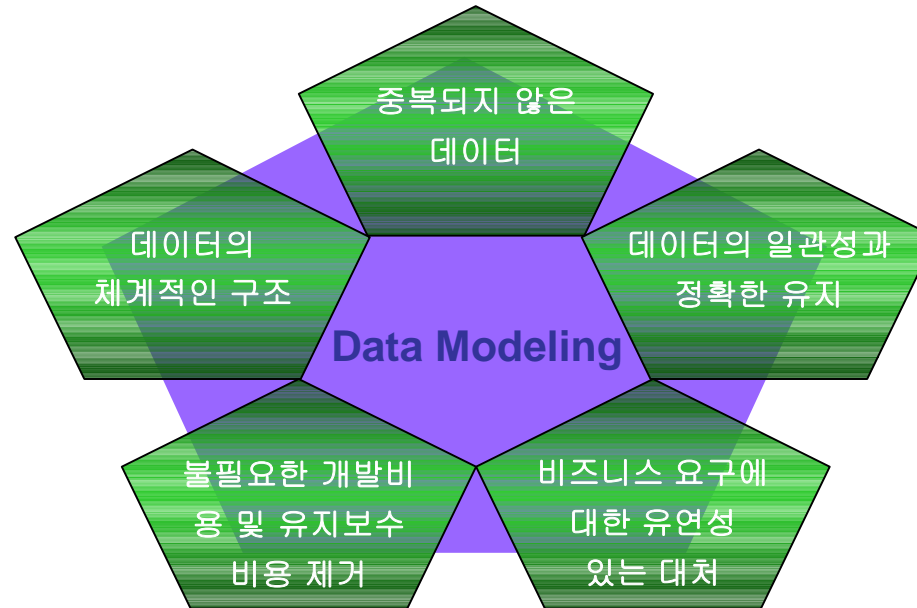 중복되지 않은
데이터
데이터의
체계적인 구조
데이터의 일관성과
정확한 유지
Data Modeling
불필요한 개발비
용 및 유지보수
비용 제거
비즈니스 요구에
대한 유연성
있는 대처